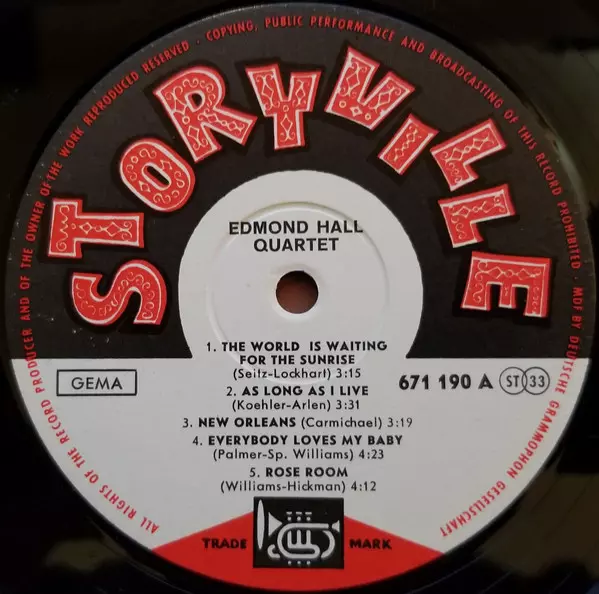 ALL RIGHTS OF THE RECORD PRODUCER AND OF THE OWNER OF THE WORK REPRODUCED RESERVED · COPYING, PUBLIC PERFORMANCE AND BROADCASTING OF THIS RECORD PROHIBITED · MDF BY DEUTSCHE GRAMMOPHON GESELLSCHAFT
STORYVILLE
EDMOND HALL
QUARTET
1. THE WORLD IS WAITING
FOR THE SUNRISE
(Seitz-Lockhart) 3:15
GEMA
671 190 A ST 33
2. AS LONG AS I LIVE
(Koehler-Arlen) 3:31
3. NEW ORLEANS (Carmichael) 3:19
4. EVERYBODY LOVES MY BABY
(Palmer-Sp. Williams) 4:23
5. ROSE ROOM
(Williams-Hickman) 4:12
TRADE MARK